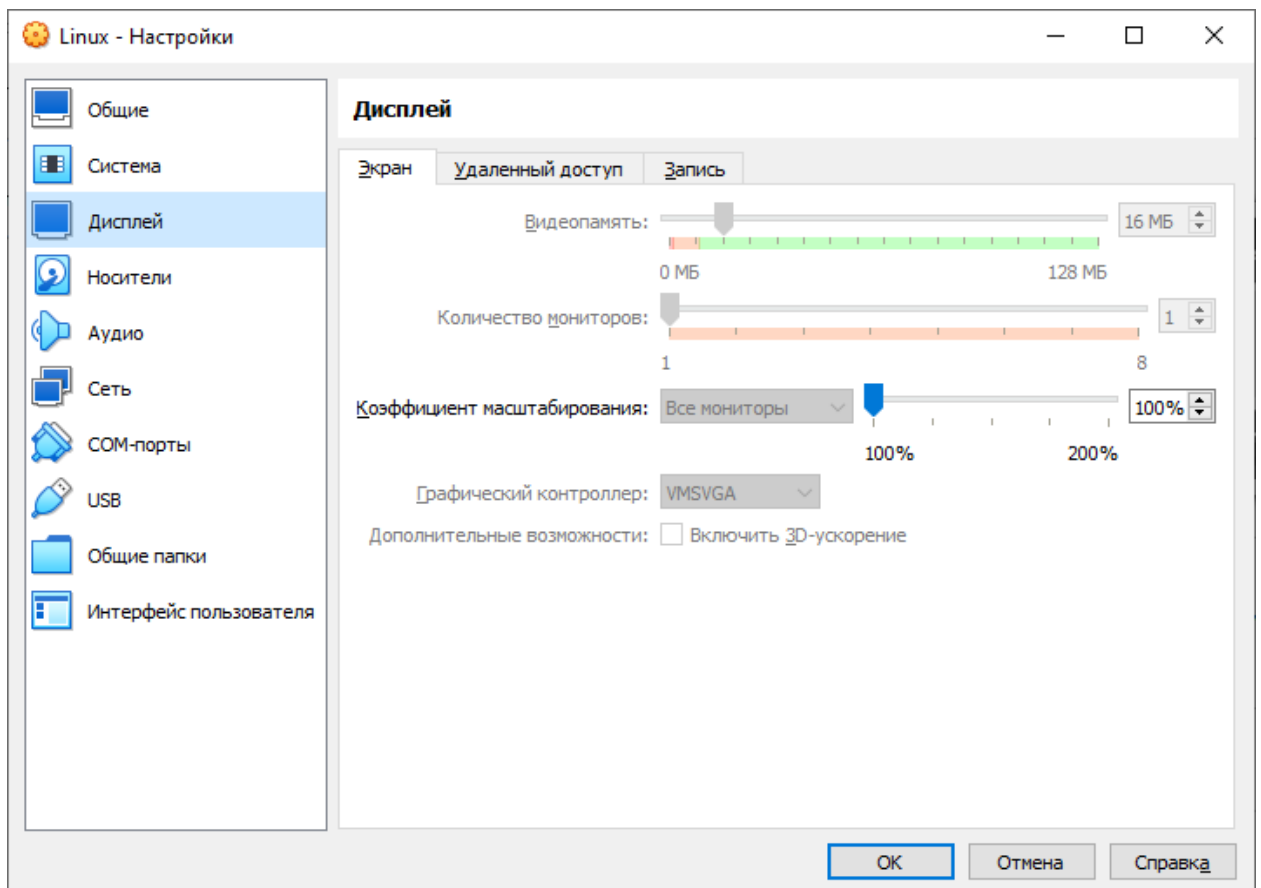 Linux - Настройки
Общие
Система
Дисплей
Носители
Аудио
Сеть
COM-порты
USB
Общие папки
Интерфейс пользователя
Дисплей
Экран Удаленный доступ Запись
Видеопамять: 16 МБ
0 МБ 128 МБ
Количество мониторов: 1
1 8
Коэффициент масштабирования: Все мониторы 100%
100% 200%
Графический контроллер: VMSVGA
Дополнительные возможности: Включить 3D-ускорение
OK Отмена Справка